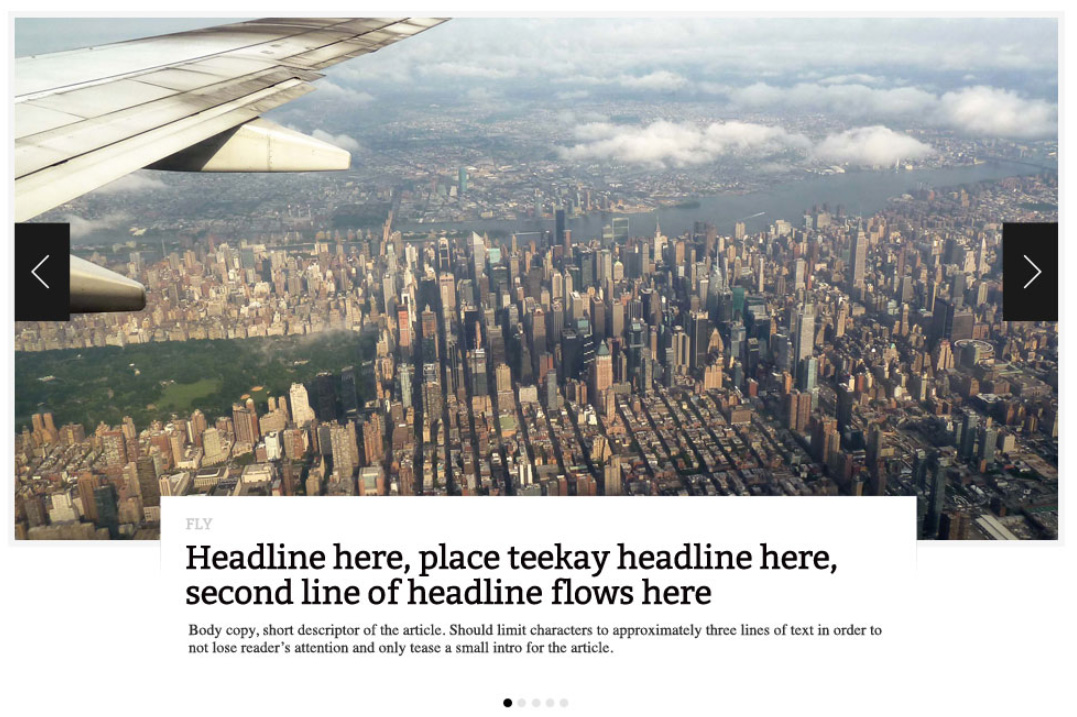 FLY
Headline here, place teekay headline here,
second line of headline flows here
Body copy, short descriptor of the article. Should limit characters to approximately three lines of text in order to
not lose reader’s attention and only tease a small intro for the article.